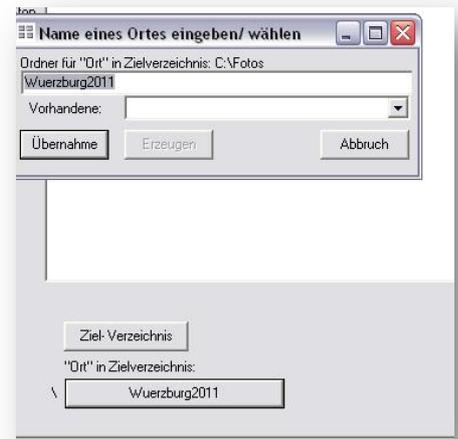 Name eines Ortes eingeben/ wählen
Ordner für "Ort" in Zielverzeichnis: C:\Fotos
Wuerzburg2011
Vorhandene:
Übernahme Erzeugen Abbruch
Ziel-Verzeichnis
"Ort" in Zielverzeichnis:
\ Wuerzburg2011